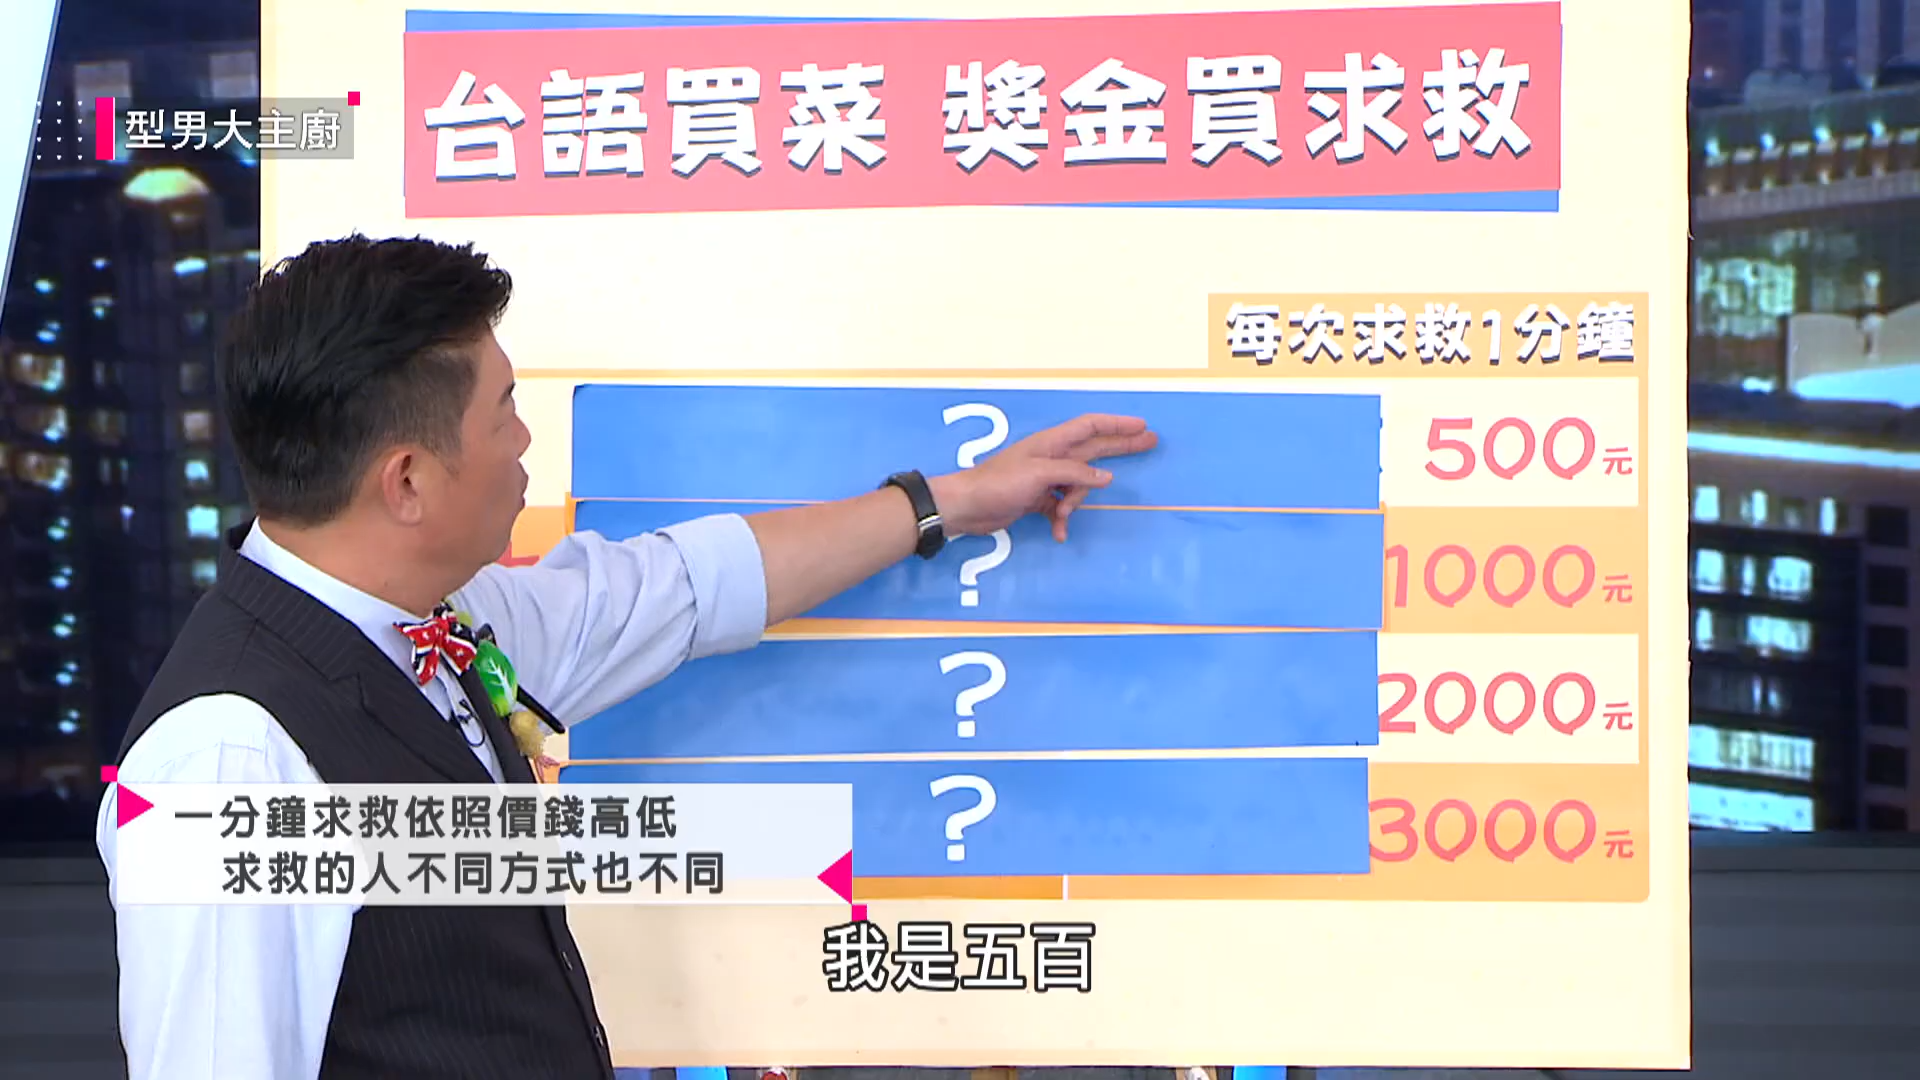 台語買菜 獎金買求救
型男大主廚
每次求救1分鐘
? 500元
? 1000元
? 2000元
? 3000元
一分鐘求救依照價錢高低
求救的人不同方式也不同
我是五百